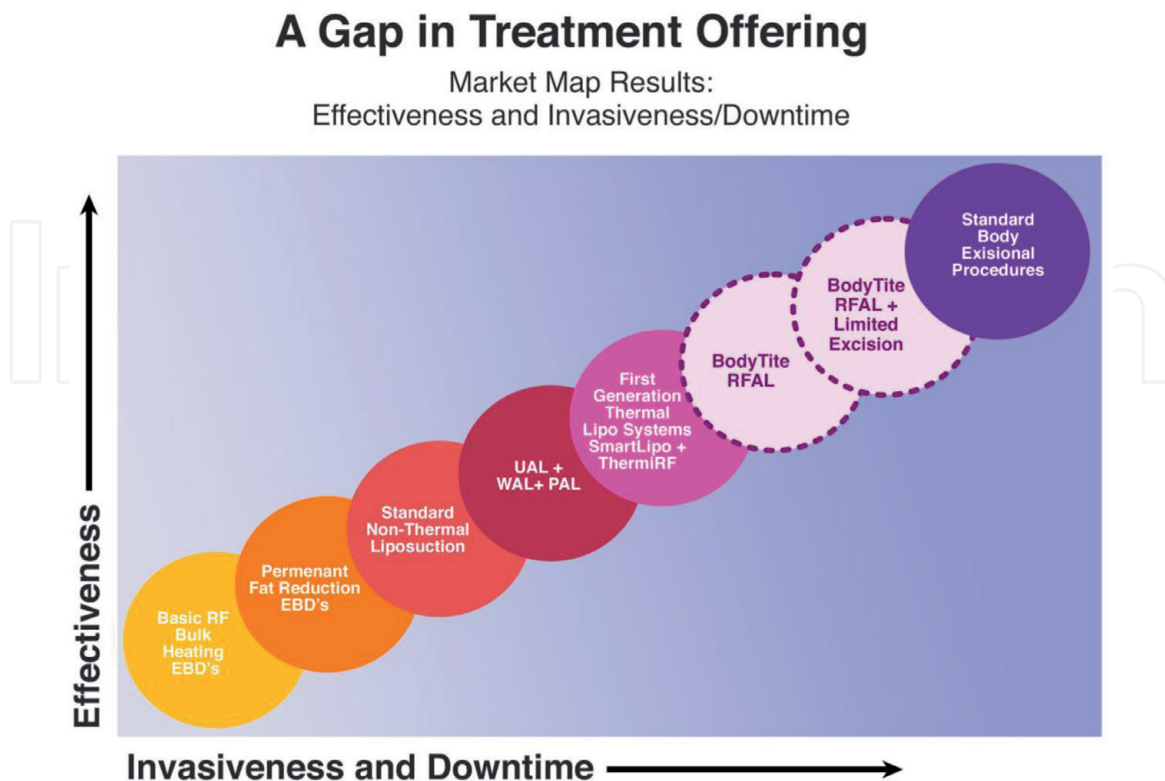 A Gap in Treatment Offering
Market Map Results:
Effectiveness and Invasiveness/Downtime
Effectiveness
Basic RF
Bulk
Heating
EBD's
Permenant
Fat Reduction
EBD's
Standard
Non-Thermal
Liposuction
UAL +
WAL+ PAL
First
Generation
Thermal
Lipo Systems
SmartLipo +
ThermiRF
BodyTite
RFAL
BodyTite
RFAL +
Limited
Excision
Standard
Body
Exisional
Procedures
Invasiveness and Downtime